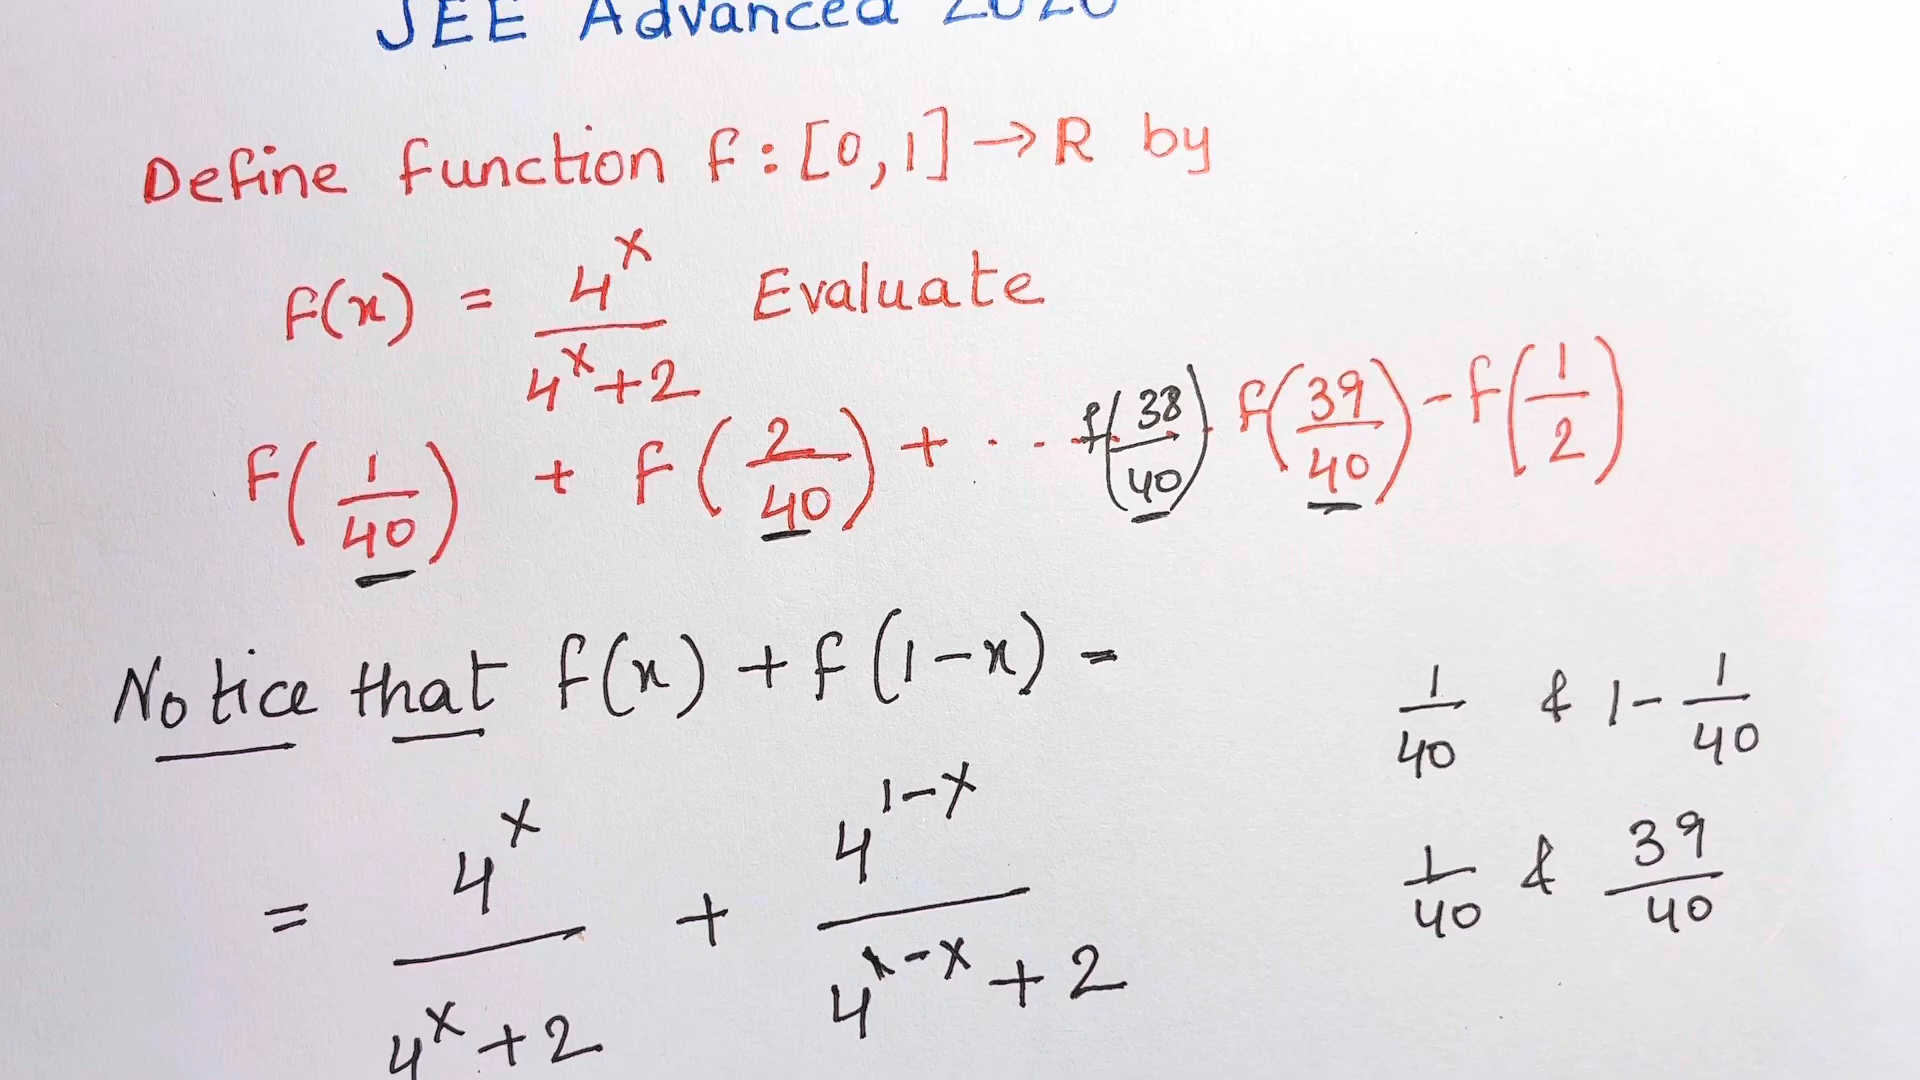 JEE Advanced 2020
Define function f : [0, 1] → R by
f(x) = 4^x / (4^x + 2) Evaluate
f(1/40) + f(2/40) + ... f(38/40) f(39/40) - f(1/2)
Notice that f(x) + f(1-x) =
= 4^x / (4^x + 2) + 4^(1-x) / (4^(1-x) + 2)
1/40 & 1 - 1/40
1/40 & 39/40